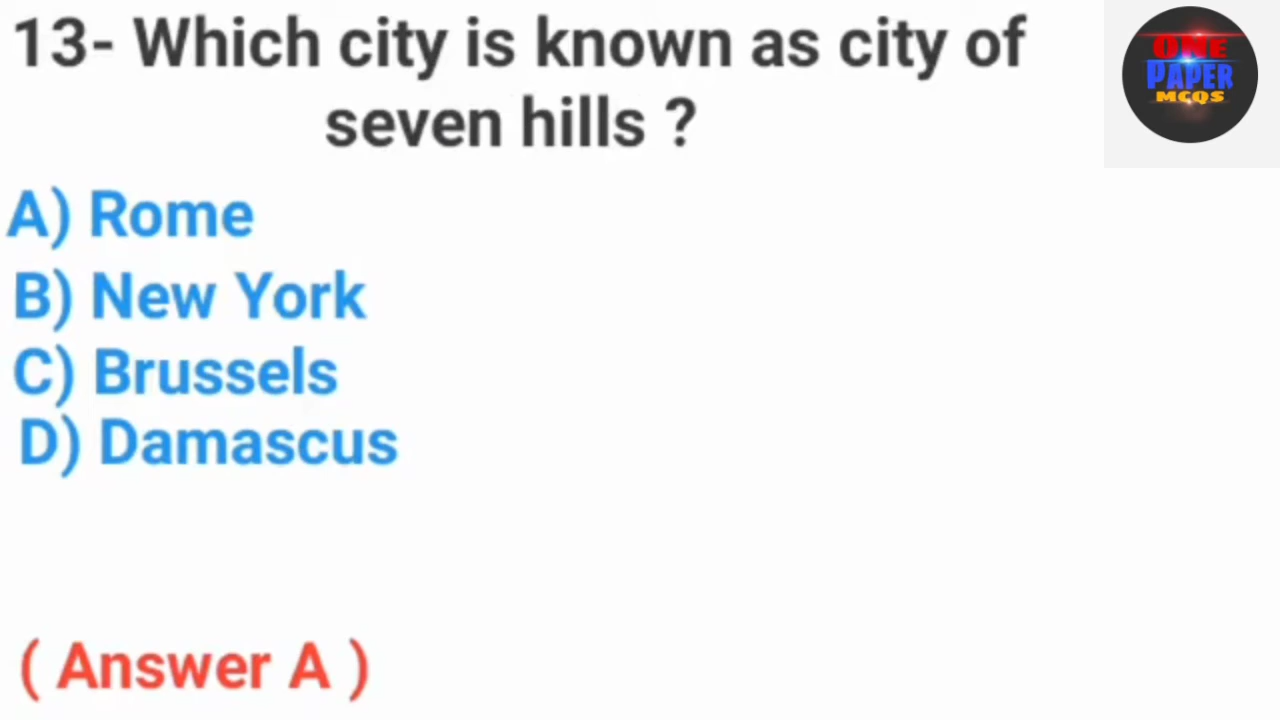 13- Which city is known as city of
seven hills ?
A) Rome
B) New York
C) Brussels
D) Damascus
( Answer A )
ONE
PAPER
MCQS